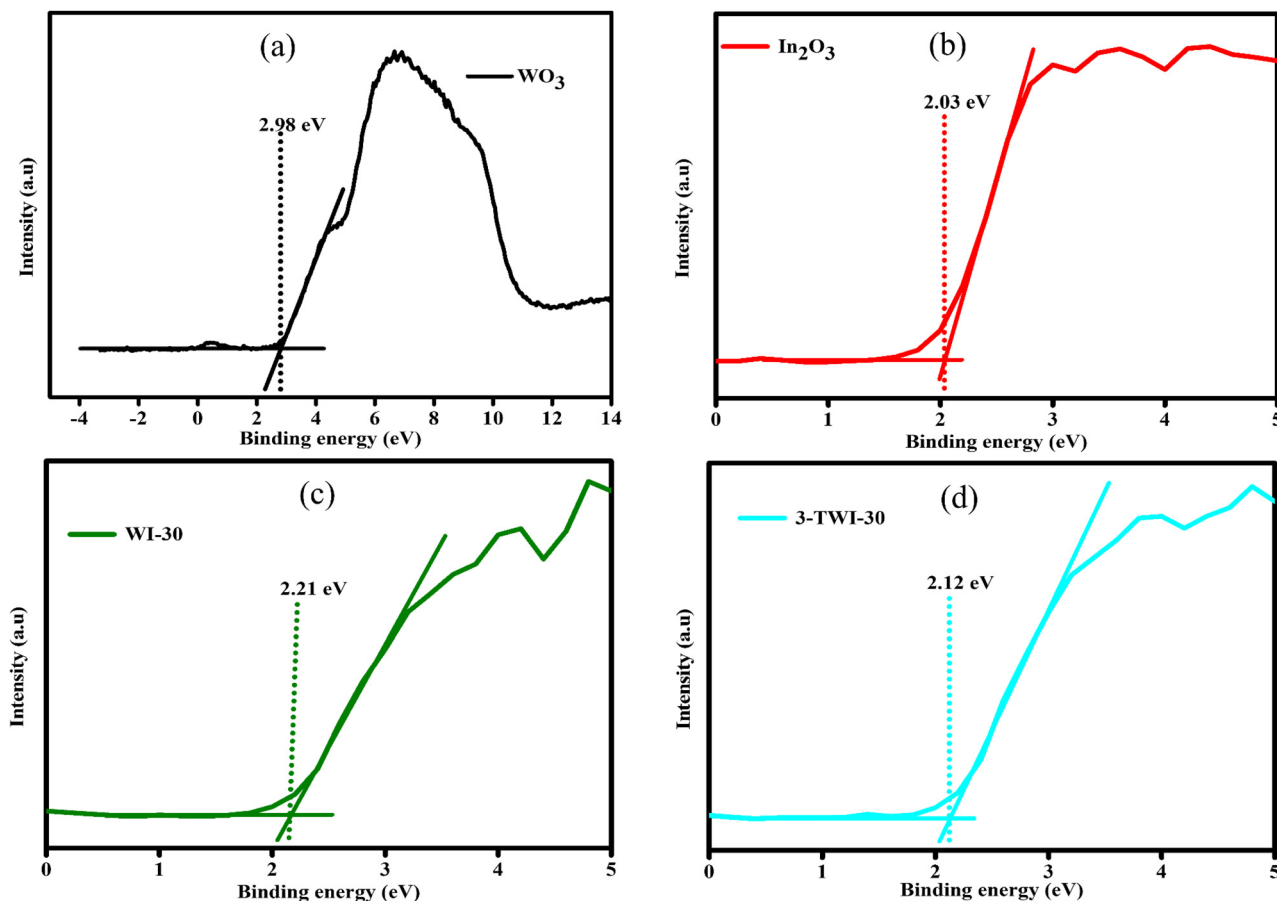 (a)
WO3
2.98 eV
Intensity (a.u)
-4 -2 0 2 4 6 8 10 12 14
Binding energy (eV)
(b)
In2O3
2.03 eV
Intensity (a.u)
0 1 2 3 4 5
Binding energy (eV)
(c)
WI-30
2.21 eV
Intensity (a.u)
0 1 2 3 4 5
Binding energy (eV)
(d)
3-TWI-30
2.12 eV
Intensity (a.u)
0 1 2 3 4 5
Binding energy (eV)